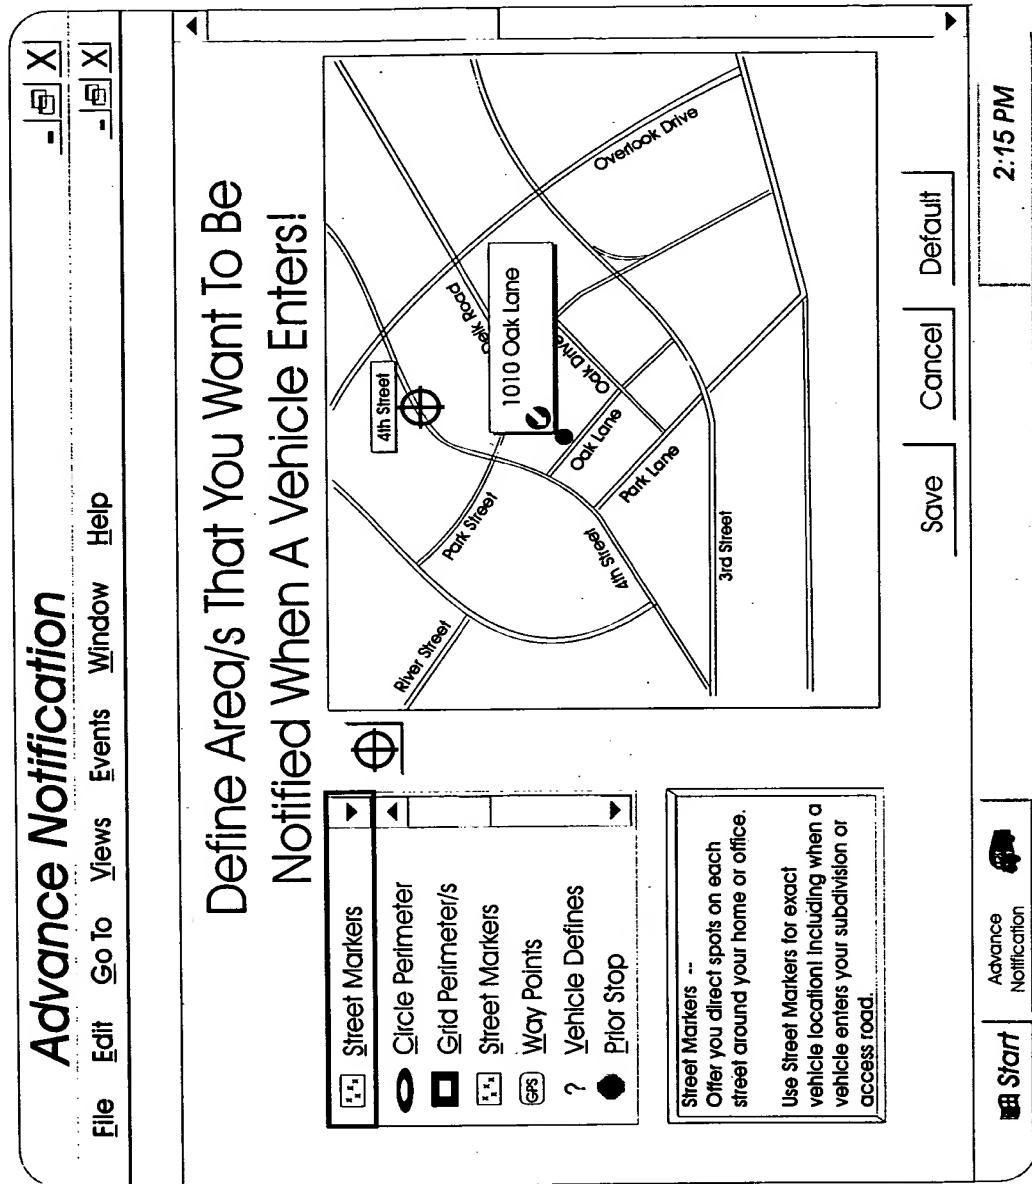 Advance Notification
- X
File Edit Go To Views Events Window Help
- X
Define Area/s That You Want To Be
Notified When A Vehicle Enters!
Street Markers
Circle Perimeter
Grid Perimeter/s
Street Markers
GPS Way Points
? Vehicle Defines
Prior Stop
Street Markers --
Offer you direct spots on each
street around your home or office.
Use Street Markers for exact
vehicle location! Including when a
vehicle enters your subdivision or
access road.
4th Street
Delk Road
1010 Oak Lane
Overlook Drive
Park Street
River Street
Oak Drive
Oak Lane
Park Lane
4th Street
3rd Street
Save Cancel Default
Start
Advance
Notification
2:15 PM